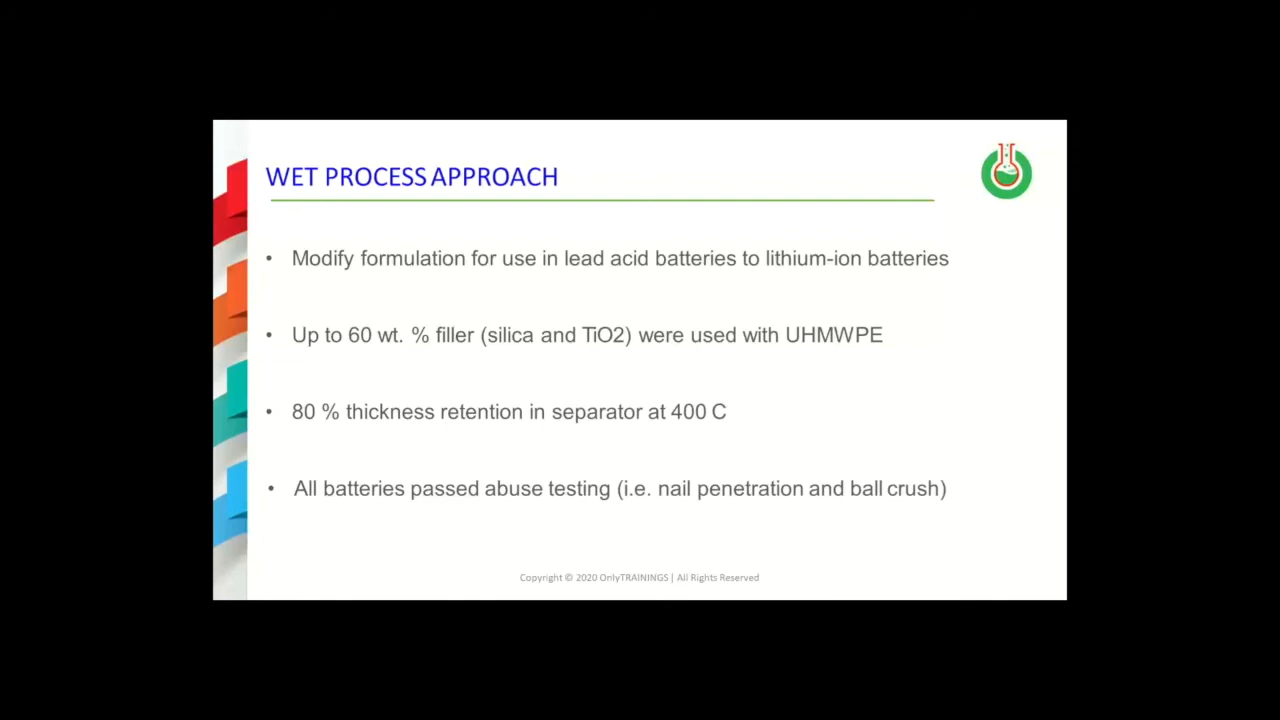 WET PROCESS APPROACH
• Modify formulation for use in lead acid batteries to lithium-ion batteries
• Up to 60 wt. % filler (silica and TiO2) were used with UHMWPE
• 80 % thickness retention in separator at 400 C
• All batteries passed abuse testing (i.e. nail penetration and ball crush)
Copyright © 2020 OnlyTRAININGS | All Rights Reserved